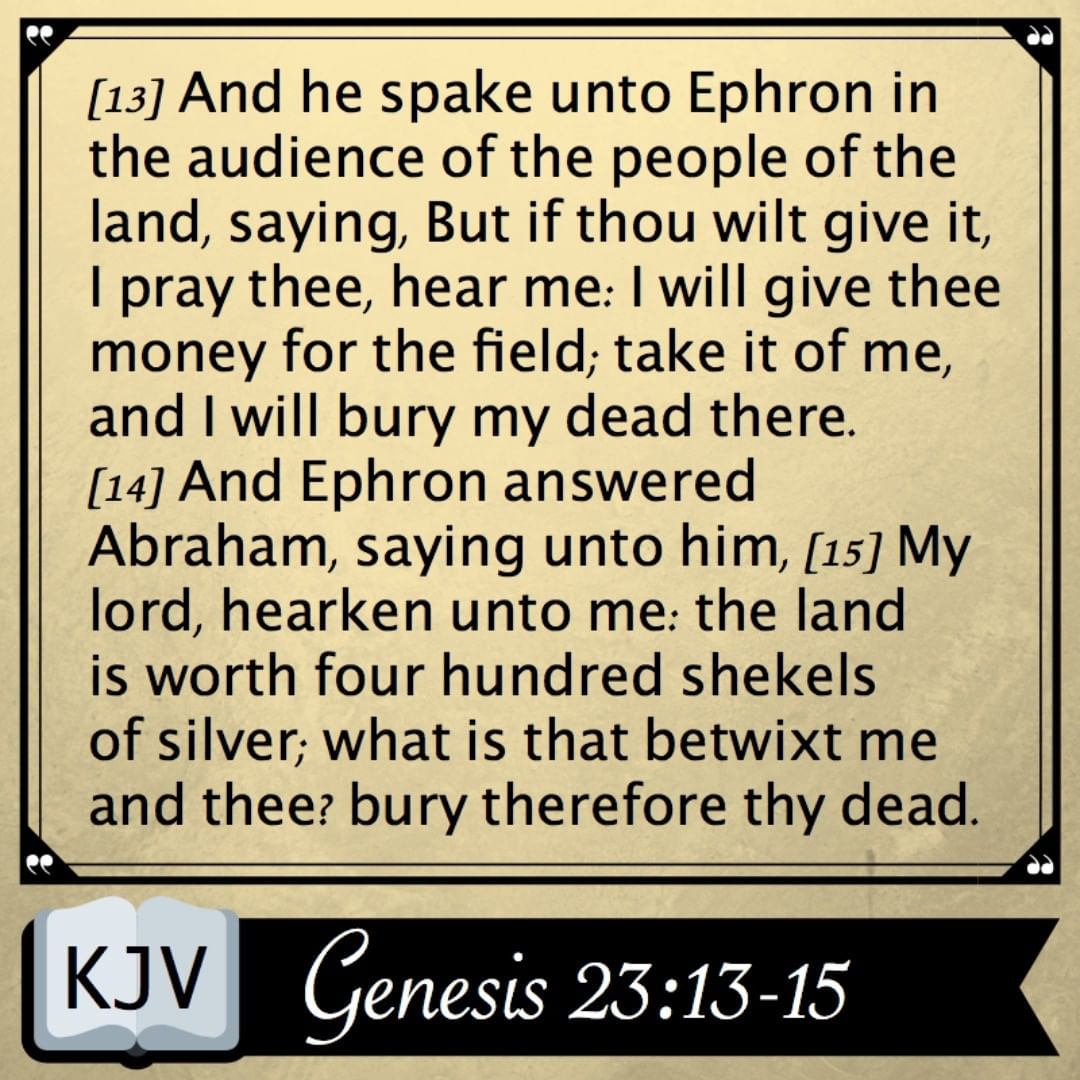 [13] And he spake unto Ephron in
the audience of the people of the
land, saying, But if thou wilt give it,
I pray thee, hear me: I will give thee
money for the field; take it of me,
and I will bury my dead there.
[14] And Ephron answered
Abraham, saying unto him, [15] My
lord, hearken unto me: the land
is worth four hundred shekels
of silver; what is that betwixt me
and thee? bury therefore thy dead.
KJV
Genesis 23:13-15